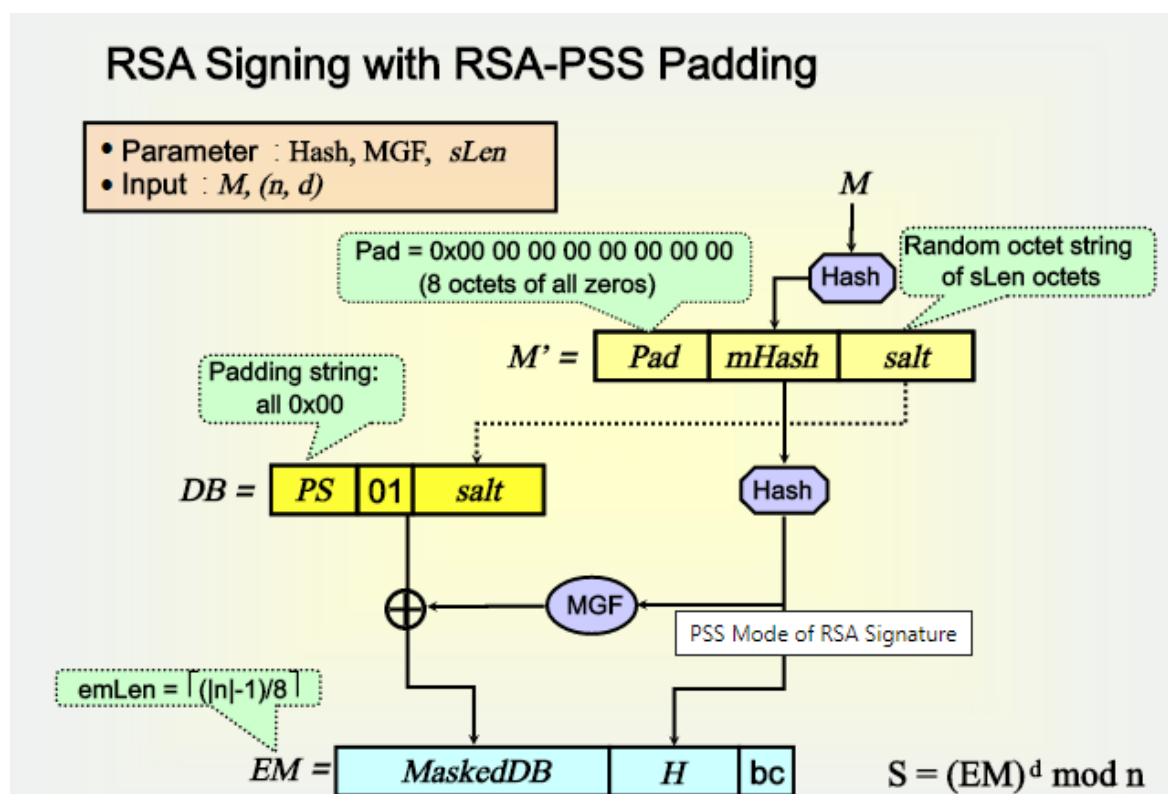 RSA Signing with RSA-PSS Padding
• Parameter : Hash, MGF, sLen
• Input : M, (n, d)
M
Pad = 0x00 00 00 00 00 00 00 00
(8 octets of all zeros)
Hash
Random octet string
of sLen octets
M’ = Pad mHash salt
Padding string:
all 0x00
DB = PS 01 salt
Hash
MGF
PSS Mode of RSA Signature
emLen = ⌈(|n|-1)/8⌉
EM = MaskedDB H bc
S = (EM)ᵈ mod n